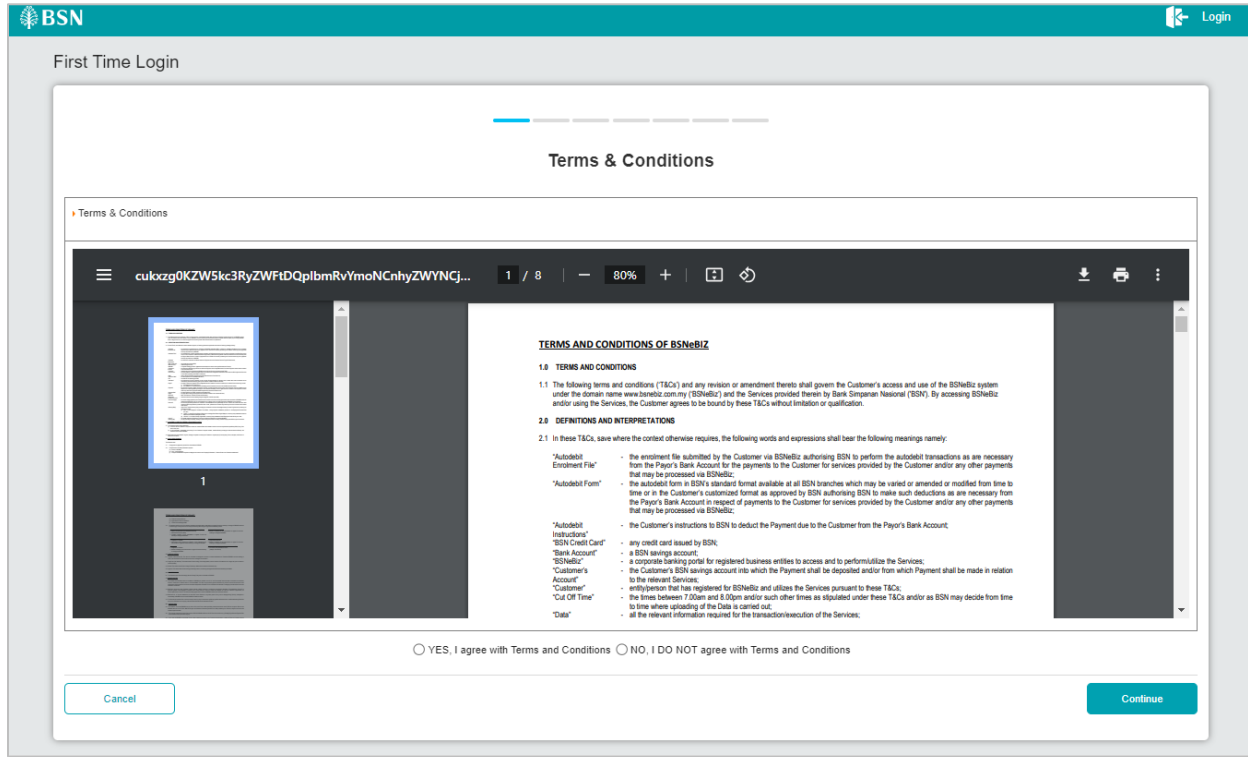 BSN
Login
First Time Login
Terms & Conditions
Terms & Conditions
cukxzg0KZW5kc3RyZWFtDQplbmRvYmoNCnhyZWYNCj...
1 / 8
80%
1
TERMS AND CONDITIONS OF BSNeBIZ
1.0 TERMS AND CONDITIONS
1.1 The following terms and conditions ('T&Cs') and any revision or amendment thereto shall govern the Customer's access and use of the BSNeBiz system
under the domain name www.bsnebiz.com.my ('BSNeBiz') and the Services provided therein by Bank Simpanan Nasional ('BSN'). By accessing BSNeBiz
and/or using the Services, the Customer agrees to be bound by these T&Cs without limitation or qualification.
2.0 DEFINITIONS AND INTERPRETATIONS
2.1 In these T&Cs, save where the context otherwise requires, the following words and expressions shall bear the following meanings namely:
"Autodebit - the enrolment file submitted by the Customer via BSNeBiz authorising BSN to perform the autodebit transactions as are necessary
Enrolment File" from the Payor's Bank Account for the payments to the Customer for services provided by the Customer and/or any other payments
that may be processed via BSNeBiz;
"Autodebit Form" - the autodebit form in BSN's standard format available at all BSN branches which may be varied or amended or modified from time to
time or in the Customer's customized format as approved by BSN authorising BSN to make such deductions as are necessary from
the Payor's Bank Account in respect of payments to the Customer for services provided by the Customer and/or any other payments
that may be processed via BSNeBiz;
"Autodebit - the Customer's instructions to BSN to deduct the Payment due to the Customer from the Payor's Bank Account;
Instructions"
"BSN Credit Card" - any credit card issued by BSN;
"Bank Account" - a BSN savings account;
"BSNeBiz" - a corporate banking portal for registered business entities to access and to perform/utilize the Services;
"Customer's - the Customer's BSN savings account into which the Payment shall be deposited and/or from which Payment shall be made in relation
Account" to the relevant Services;
"Customer" - entity/person that has registered for BSNeBiz and utilizes the Services pursuant to these T&Cs;
"Cut Off Time" - the times between 7.00am and 8.00pm and/or such other times as stipulated under these T&Cs and/or as BSN may decide from time
to time where uploading of the Data is carried out;
"Data" - all the relevant information required for the transaction/execution of the Services;
YES, I agree with Terms and Conditions NO, I DO NOT agree with Terms and Conditions
Cancel
Continue